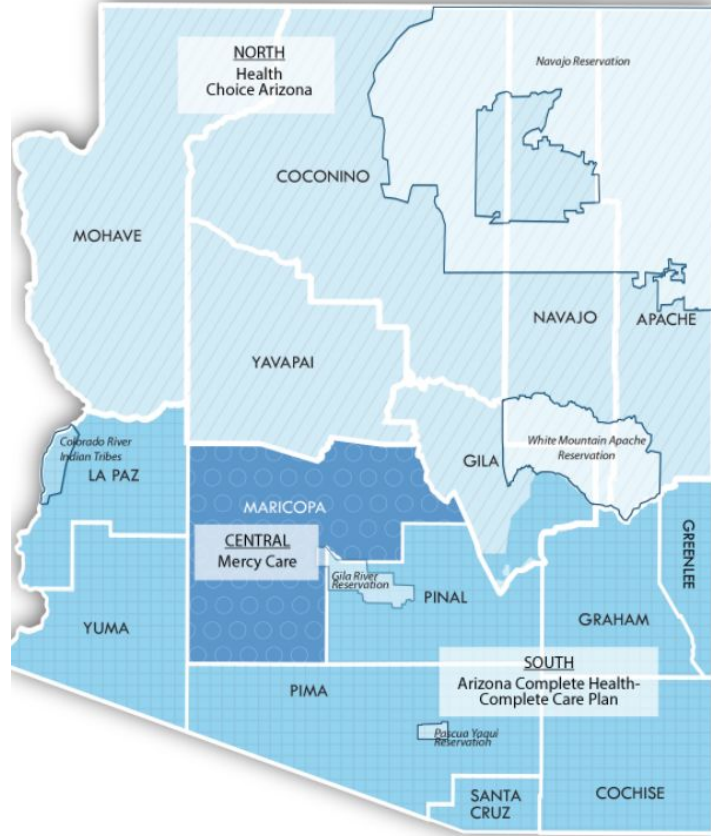 NORTH
Health
Choice Arizona
Navajo Reservation
COCONINO
MOHAVE
NAVAJO
APACHE
YAVAPAI
Colorado River
Indian Tribes
LA PAZ
White Mountain Apache
Reservation
GILA
MARICOPA
CENTRAL
Mercy Care
Gila River
Reservation
PINAL
GREENLEE
YUMA
GRAHAM
SOUTH
Arizona Complete Health-
Complete Care Plan
PIMA
Pascua Yaqui
Reservation
SANTA
CRUZ
COCHISE